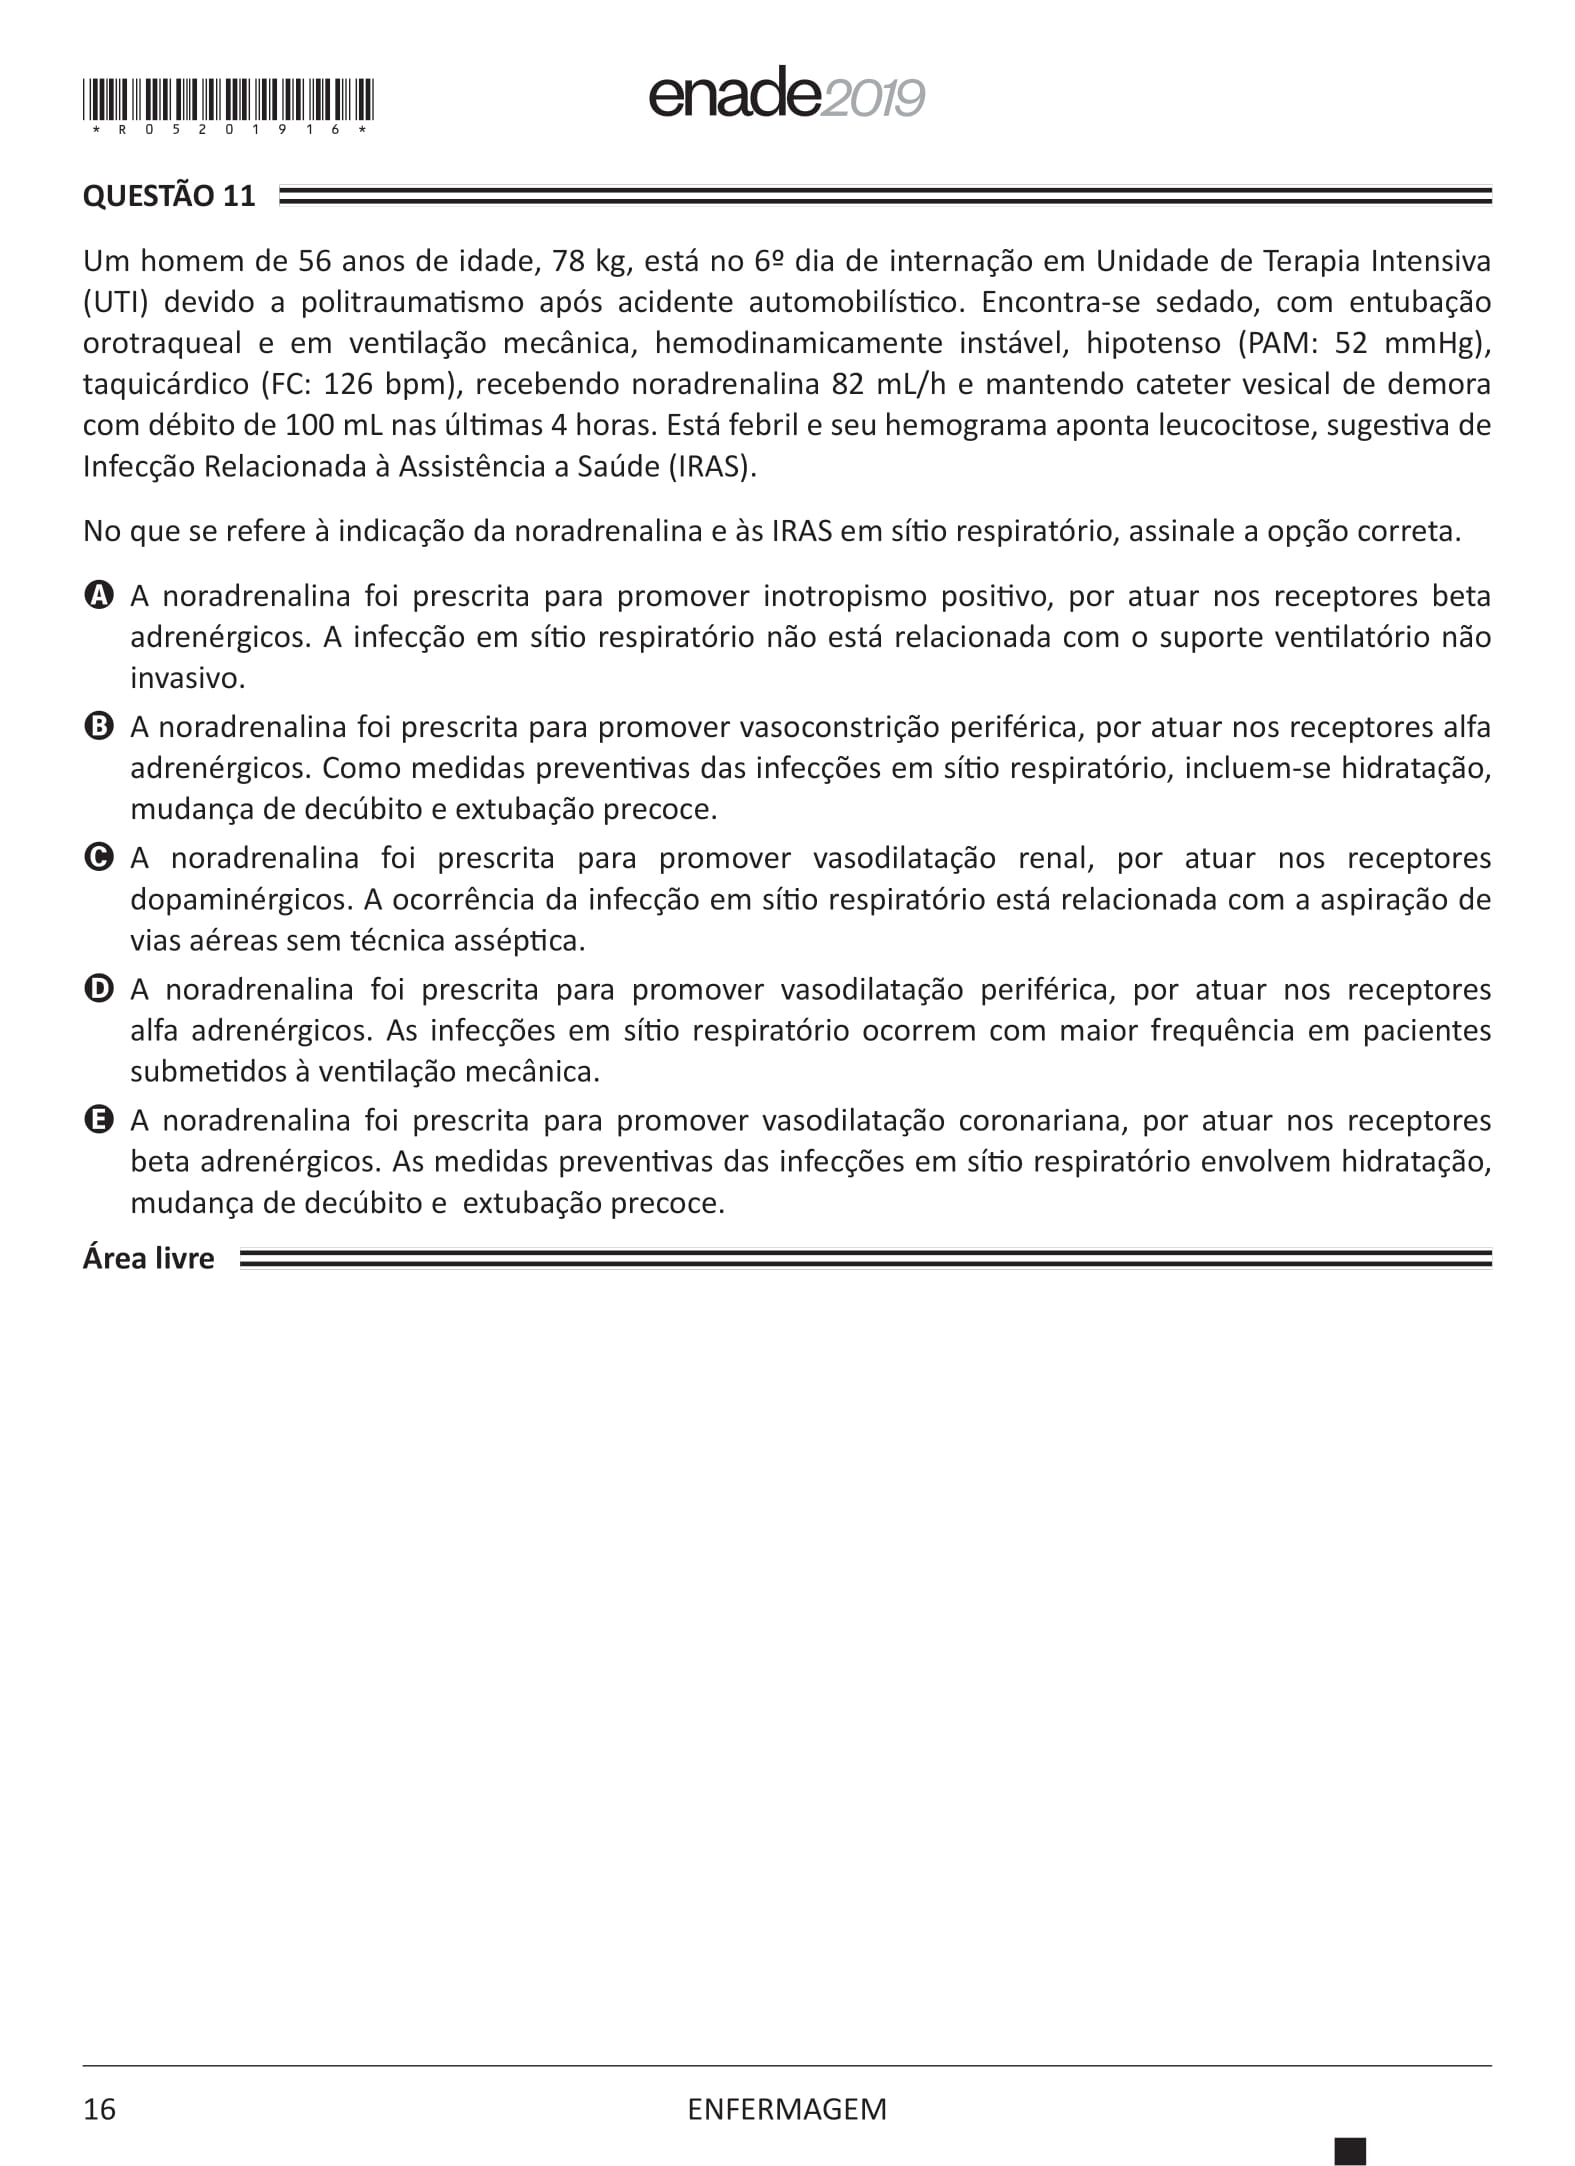 *R05201916*
enade2019
QUESTÃO 11
Um homem de 56 anos de idade, 78 kg, está no 6º dia de internação em Unidade de Terapia Intensiva
(UTI) devido a politraumatismo após acidente automobilístico. Encontra-se sedado, com entubação
orotraqueal e em ventilação mecânica, hemodinamicamente instável, hipotenso (PAM: 52 mmHg),
taquicárdico (FC: 126 bpm), recebendo noradrenalina 82 mL/h e mantendo cateter vesical de demora
com débito de 100 mL nas últimas 4 horas. Está febril e seu hemograma aponta leucocitose, sugestiva de
Infecção Relacionada à Assistência a Saúde (IRAS).
No que se refere à indicação da noradrenalina e às IRAS em sítio respiratório, assinale a opção correta.
A A noradrenalina foi prescrita para promover inotropismo positivo, por atuar nos receptores beta
adrenérgicos. A infecção em sítio respiratório não está relacionada com o suporte ventilatório não
invasivo.
B A noradrenalina foi prescrita para promover vasoconstrição periférica, por atuar nos receptores alfa
adrenérgicos. Como medidas preventivas das infecções em sítio respiratório, incluem-se hidratação,
mudança de decúbito e extubação precoce.
C A noradrenalina foi prescrita para promover vasodilatação renal, por atuar nos receptores
dopaminérgicos. A ocorrência da infecção em sítio respiratório está relacionada com a aspiração de
vias aéreas sem técnica asséptica.
D A noradrenalina foi prescrita para promover vasodilatação periférica, por atuar nos receptores
alfa adrenérgicos. As infecções em sítio respiratório ocorrem com maior frequência em pacientes
submetidos à ventilação mecânica.
E A noradrenalina foi prescrita para promover vasodilatação coronariana, por atuar nos receptores
beta adrenérgicos. As medidas preventivas das infecções em sítio respiratório envolvem hidratação,
mudança de decúbito e extubação precoce.
Área livre
16
ENFERMAGEM